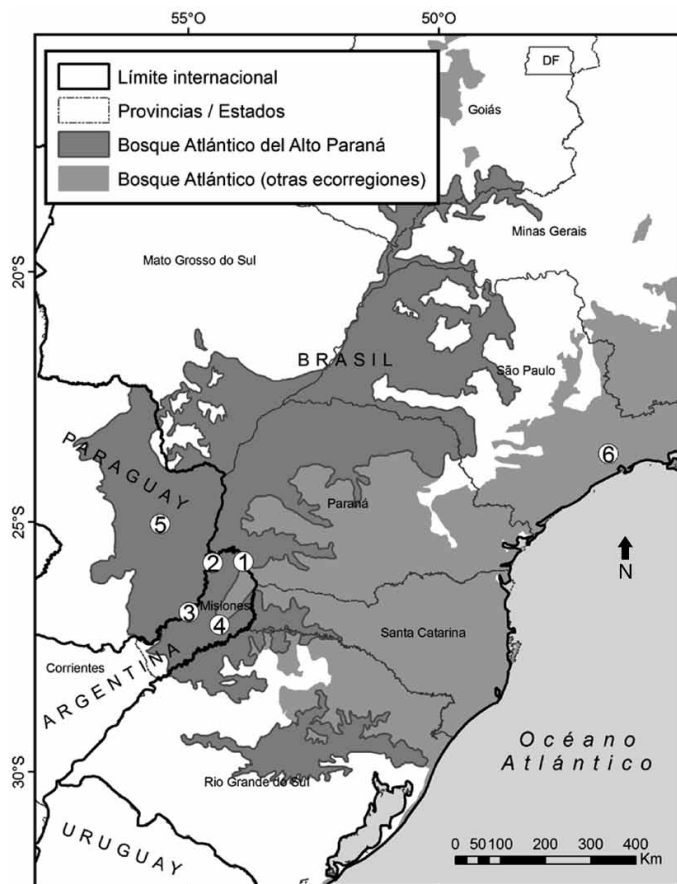 55°O
50°O
Límite internacional
Provincias / Estados
Bosque Atlántico del Alto Paraná
Bosque Atlántico (otras ecorregiones)
DF
Goiás
Minas Gerais
Mato Grosso do Sul
20°S
BRASIL
São Paulo
PARAGUAY
6
Paraná
5
25°S
2
1
3
Misiones
4
N
Santa Catarina
Corrientes
ARGENTINA
Océano
Atlántico
30°S
Rio Grande do Sul
URUGUAY
0 50 100 200 300 400 Km